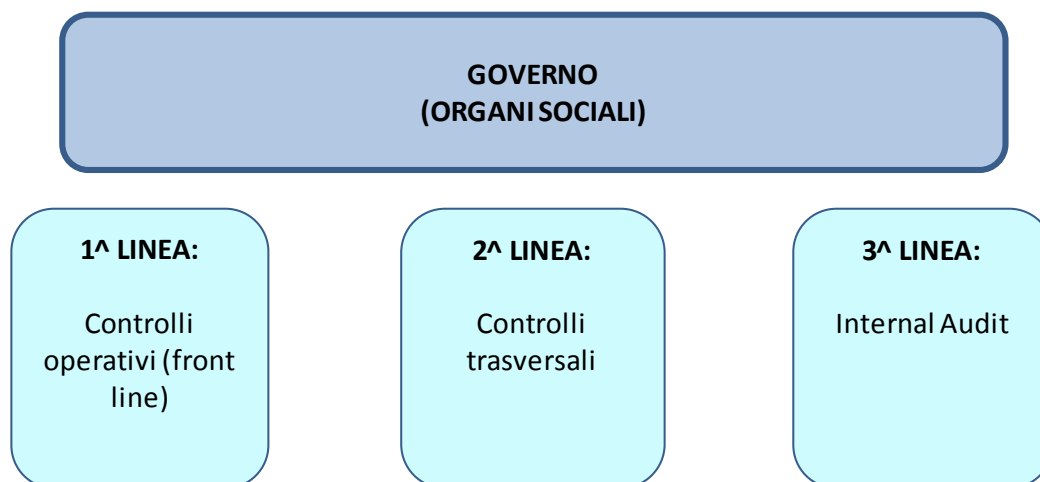 GOVERNO
(ORGANI SOCIALI)
1^ LINEA:
Controlli
operativi (front
line)
2^ LINEA:
Controlli
trasversali
3^ LINEA:
Internal Audit